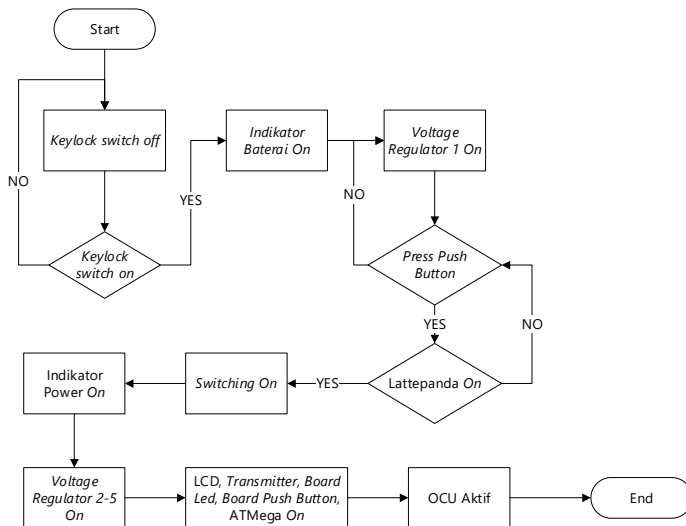 Start
Keylock switch off
NO
Keylock
switch on
YES
Indikator
Baterai On
Voltage
Regulator 1 On
NO
Press Push
Button
YES
NO
Lattepanda On
YES
Switching On
Indikator
Power On
Voltage
Regulator 2-5
On
LCD, Transmitter, Board
Led, Board Push Button,
ATMega On
OCU Aktif
End